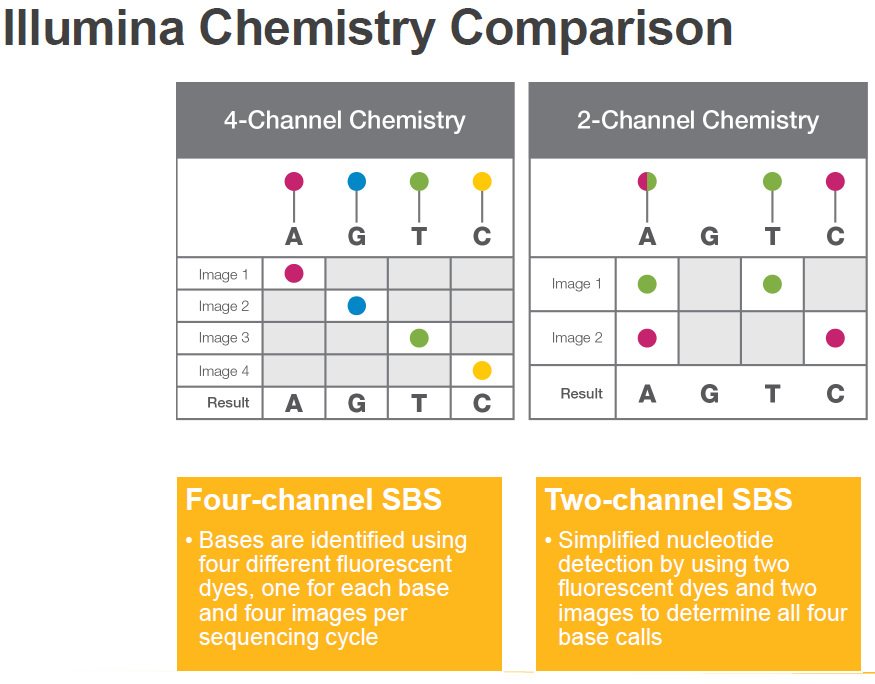 Illumina Chemistry Comparison
4-Channel Chemistry
A G T C
Image 1
Image 2
Image 3
Image 4
Result A G T C
2-Channel Chemistry
A G T C
Image 1
Image 2
Result A G T C
Four-channel SBS
• Bases are identified using
four different fluorescent
dyes, one for each base
and four images per
sequencing cycle
Two-channel SBS
• Simplified nucleotide
detection by using two
fluorescent dyes and two
images to determine all four
base calls